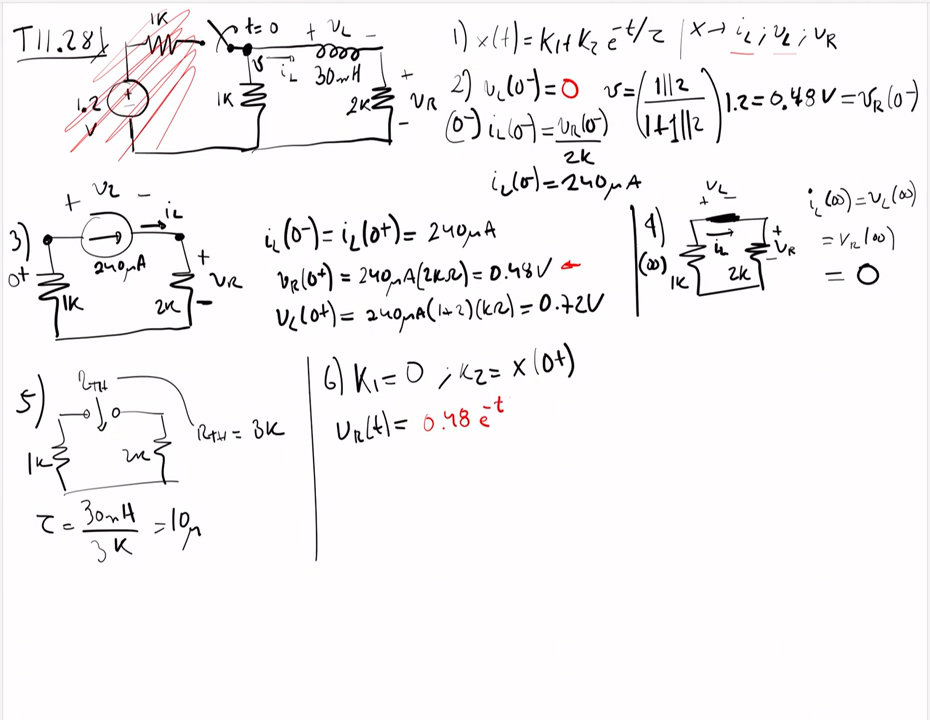 T11.28)
1K
t=0
+ vL -
v
iL
30mH
1.2
V
+
-
1K
2K
+
VR
-
1) x(t) = K1 + K2 e^-t/τ | x → iL ; vL ; vR
2) vL(0-) = 0 v = (1||2 / 1+1||2) 1.2 = 0.48 V = vR(0-)
(0-) iL(0-) = vR(0-) / 2K
iL(0-) = 240μA
3)
0+
+ vL -
iL
240μA
1K
2K
+
VR
-
iL(0-) = iL(0+) = 240μA
vR(0+) = 240μA(2KΩ) = 0.48V ←
vL(0+) = 240μA(1+2)(KΩ) = 0.72V
4)
(∞)
vL
+ -
iL
1K
2K
+
VR
-
iL(∞) = vL(∞)
= VR(∞)
= 0
5)
RTH
1K
2K
RTH = 3K
τ = 30mH / 3K = 10μ
6) K1 = 0 ; K2 = x(0+)
vR(t) = 0.48 e^-t